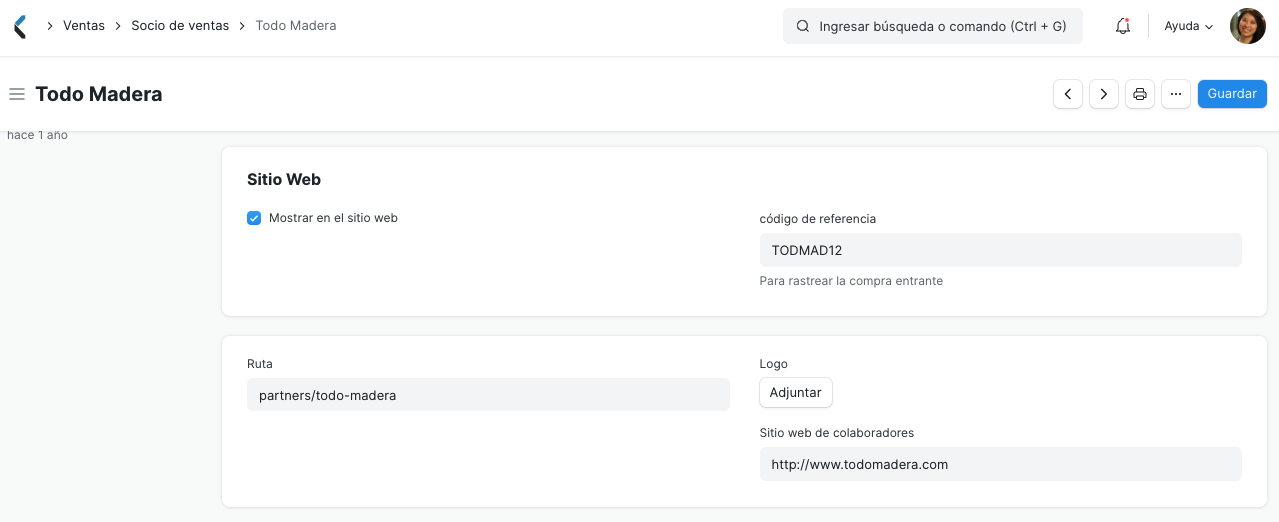 Ventas Socio de ventas Todo Madera
Ingresar búsqueda o comando (Ctrl + G)
Ayuda
Todo Madera
Guardar
hace 1 año
Sitio Web
Mostrar en el sitio web
código de referencia
TODMAD12
Para rastrear la compra entrante
Ruta
partners/todo-madera
Logo
Adjuntar
Sitio web de colaboradores
http://www.todomadera.com